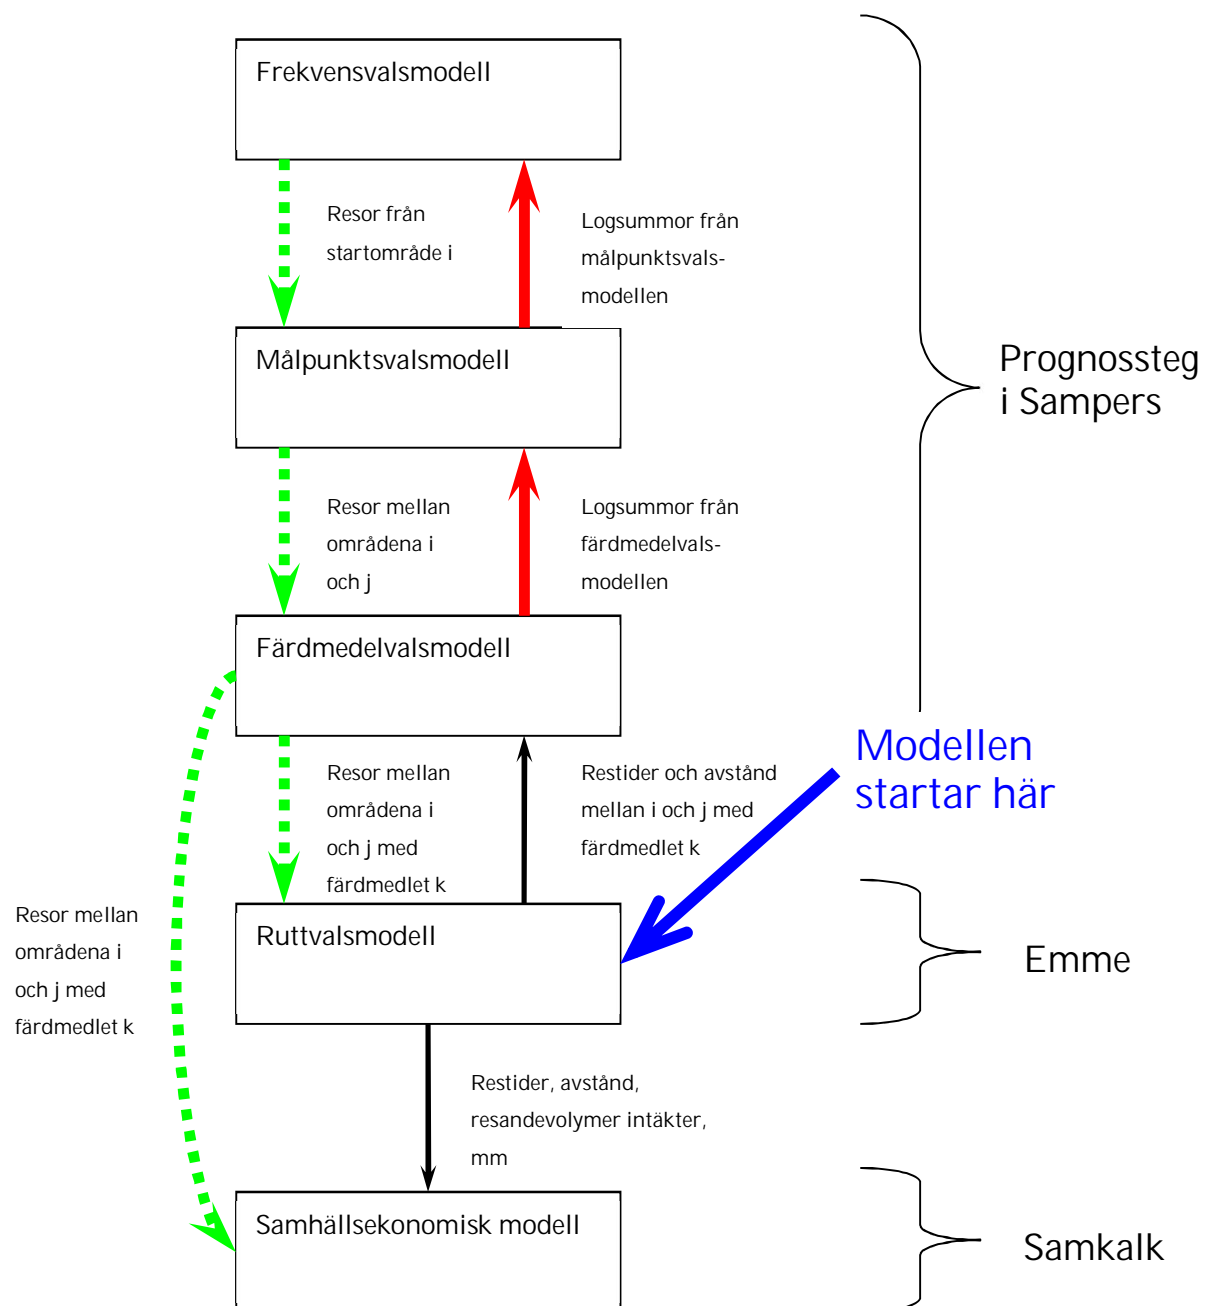 Frekvensvalsmodell
Resor från
startområde i
Logsummor från
målpunktsvals-
modellen
Målpunktsvalsmodell
Prognossteg
i Sampers
Resor mellan
områdena i
och j
Logsummor från
färdmedelvals-
modellen
Färdmedelvalsmodell
Modellen
startar här
Resor mellan
områdena i
och j med
färdmedlet k
Restider och avstånd
mellan i och j med
färdmedlet k
Resor mellan
områdena i
och j med
färdmedlet k
Ruttvalsmodell
Emme
Restider, avstånd,
resandevolymer intäkter,
mm
Samhällsekonomisk modell
Samkalk